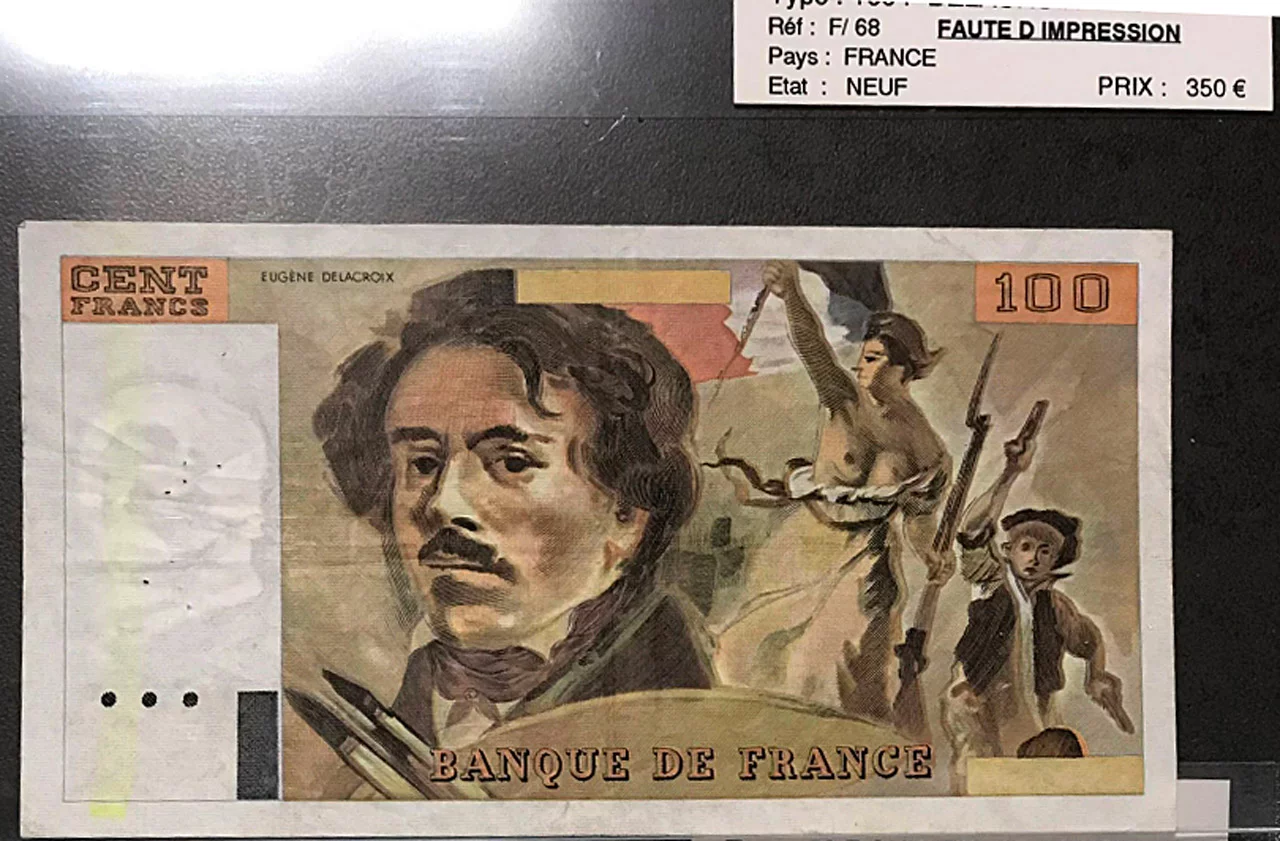 Réf : F/ 68 FAUTE D IMPRESSION
Pays : FRANCE
Etat : NEUF PRIX : 350 €
CENT
FRANCS
EUGÈNE DELACROIX
100
BANQUE DE FRANCE